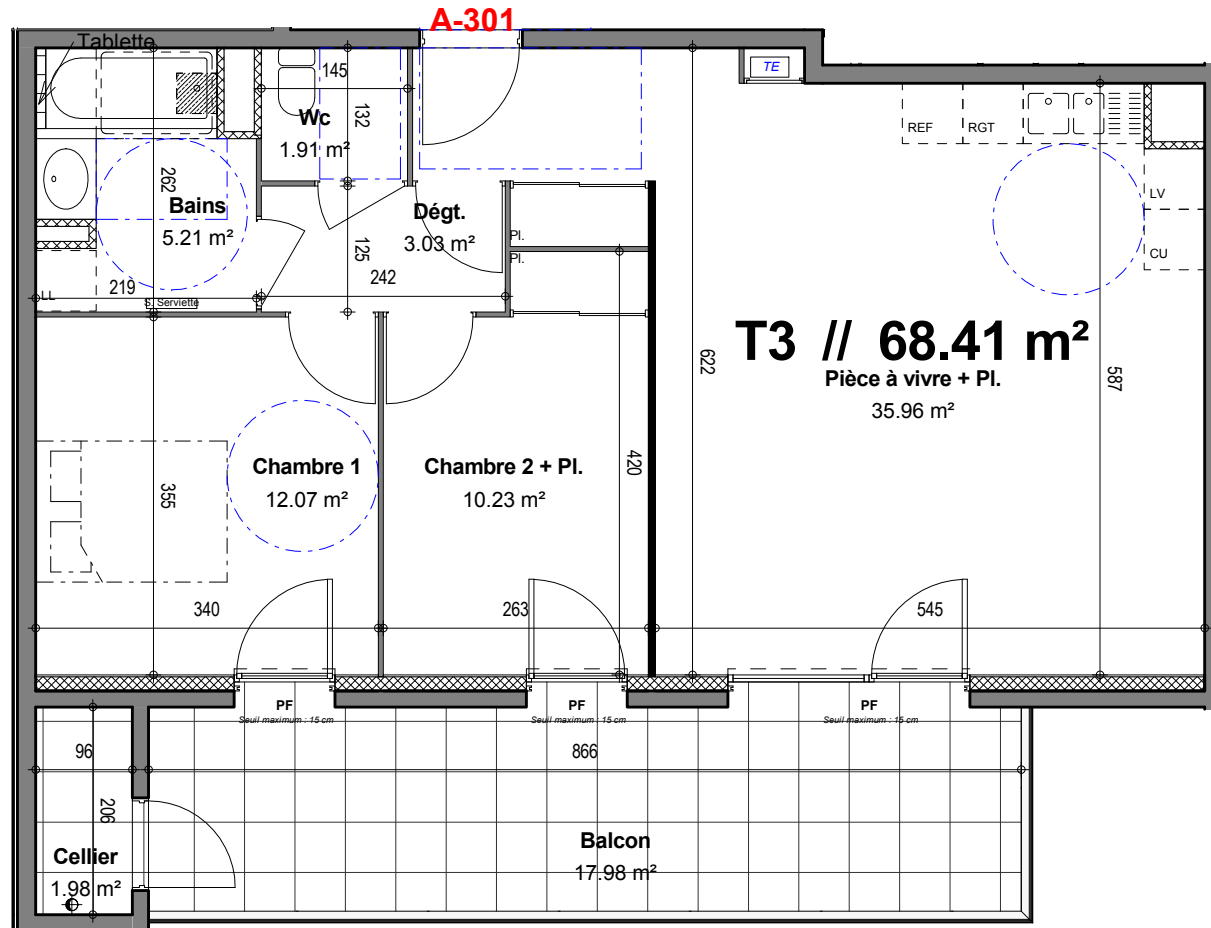 A-301
Tablette
TE
145
132
Wc
1.91 m²
REF
RGT
262
Bains
5.21 m²
Dégt.
3.03 m²
LV
CU
Pl.
Pl.
125
242
219
LL
S. Serviette
T3 // 68.41 m²
Pièce à vivre + Pl.
35.96 m²
622
587
Chambre 1
12.07 m²
Chambre 2 + Pl.
10.23 m²
355
420
340
263
545
PF
Seuil maximum : 15 cm
PF
Seuil maximum : 15 cm
PF
Seuil maximum : 15 cm
96
866
206
Cellier
1.98 m²
Balcon
17.98 m²